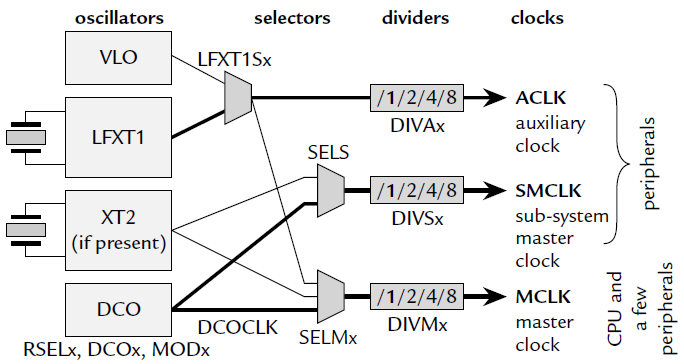 oscillators selectors dividers clocks
VLO
LFXT1Sx
LFXT1
/1/2/4/8
DIVAx
ACLK
auxiliary
clock
SELS
XT2
(if present)
/1/2/4/8
DIVSx
SMCLK
sub-system
master
clock
peripherals
DCO
DCOCLK
RSELx, DCOx, MODx
SELMx
/1/2/4/8
DIVMx
MCLK
master
clock
CPU and
a few
peripherals